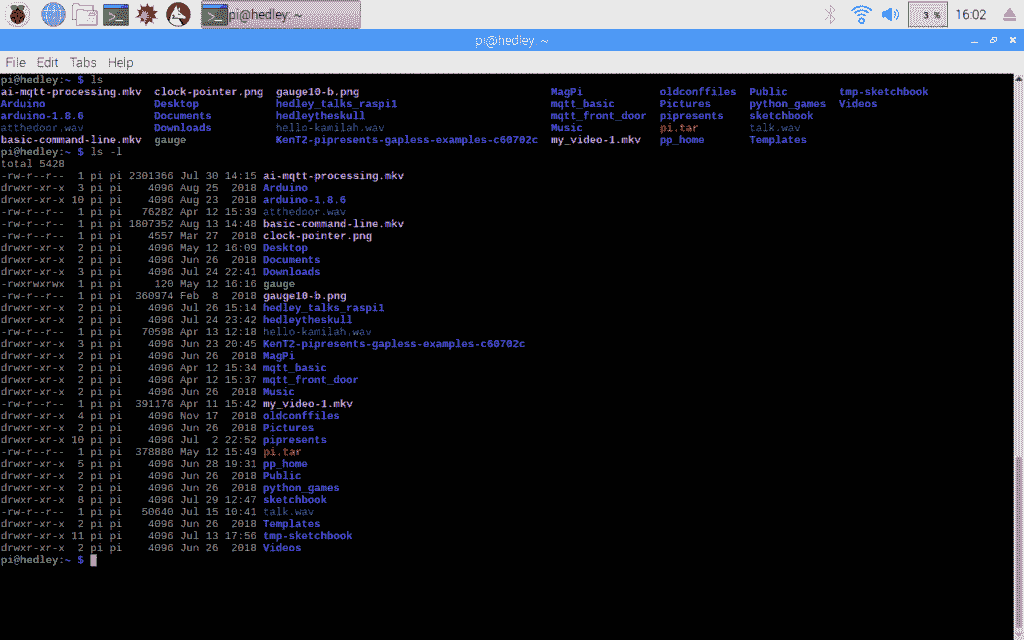 pi@hedley: ~
3 %
16:02
pi@hedley: ~
File Edit Tabs Help
pi@hedley:~ $ ls
ai-mqtt-processing.mkv clock-pointer.png gauge10-b.png MagPi oldconffiles Public tmp-sketchbook
Arduino Desktop hedley_talks_raspi1 mqtt_basic Pictures python_games Videos
arduino-1.8.6 Documents hedleytheskull mqtt_front_door pipresents sketchbook
atthedoor.wav Downloads hello-kamilah.wav Music pi.tar talk.wav
basic-command-line.mkv gauge KenT2-pipresents-gapless-examples-c60702c my_video-1.mkv pp_home Templates
pi@hedley:~ $ ls -l
total 5428
-rw-r--r-- 1 pi pi 2301366 Jul 30 14:15 ai-mqtt-processing.mkv
drwxr-xr-x 3 pi pi 4096 Aug 25 2018 Arduino
drwxr-xr-x 10 pi pi 4096 Aug 23 2018 arduino-1.8.6
-rw-r--r-- 1 pi pi 76282 Apr 12 15:39 atthedoor.wav
-rw-r--r-- 1 pi pi 1807352 Aug 13 14:48 basic-command-line.mkv
-rw-r--r-- 1 pi pi 4557 Mar 27 2018 clock-pointer.png
drwxr-xr-x 2 pi pi 4096 May 12 16:09 Desktop
drwxr-xr-x 2 pi pi 4096 Jun 26 2018 Documents
drwxr-xr-x 3 pi pi 4096 Jul 24 22:41 Downloads
-rwxrwxrwx 1 pi pi 120 May 12 16:16 gauge
-rw-r--r-- 1 pi pi 360974 Feb 8 2018 gauge10-b.png
drwxr-xr-x 2 pi pi 4096 Jul 26 15:14 hedley_talks_raspi1
drwxr-xr-x 2 pi pi 4096 Jul 24 23:42 hedleytheskull
-rw-r--r-- 1 pi pi 70598 Apr 13 12:18 hello-kamilah.wav
drwxr-xr-x 3 pi pi 4096 Jun 23 20:45 KenT2-pipresents-gapless-examples-c60702c
drwxr-xr-x 2 pi pi 4096 Jun 26 2018 MagPi
drwxr-xr-x 2 pi pi 4096 Apr 12 15:34 mqtt_basic
drwxr-xr-x 2 pi pi 4096 Apr 12 15:37 mqtt_front_door
drwxr-xr-x 2 pi pi 4096 Jun 26 2018 Music
-rw-r--r-- 1 pi pi 391176 Apr 11 15:42 my_video-1.mkv
drwxr-xr-x 4 pi pi 4096 Nov 17 2018 oldconffiles
drwxr-xr-x 2 pi pi 4096 Jun 26 2018 Pictures
drwxr-xr-x 10 pi pi 4096 Jul 2 22:52 pipresents
-rw-r--r-- 1 pi pi 378880 May 12 15:49 pi.tar
drwxr-xr-x 5 pi pi 4096 Jun 28 19:31 pp_home
drwxr-xr-x 2 pi pi 4096 Jun 26 2018 Public
drwxr-xr-x 2 pi pi 4096 Jun 26 2018 python_games
drwxr-xr-x 8 pi pi 4096 Jul 29 12:47 sketchbook
-rw-r--r-- 1 pi pi 50640 Jul 15 10:41 talk.wav
drwxr-xr-x 2 pi pi 4096 Jun 26 2018 Templates
drwxr-xr-x 11 pi pi 4096 Jul 13 17:56 tmp-sketchbook
drwxr-xr-x 2 pi pi 4096 Jun 26 2018 Videos
pi@hedley:~ $